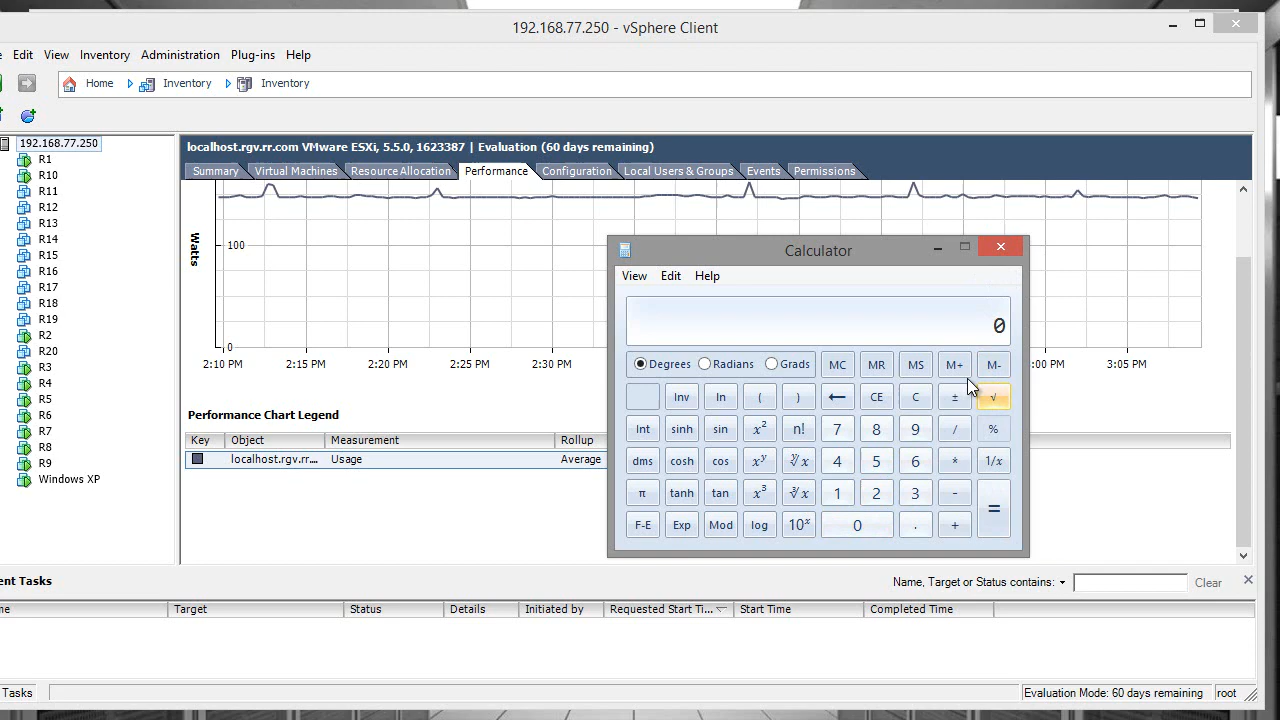 192.168.77.250 - vSphere Client
Edit View Inventory Administration Plug-ins Help
Home Inventory Inventory
192.168.77.250
R1
R10
R11
R12
R13
R14
R15
R16
R17
R18
R19
R2
R20
R3
R4
R5
R6
R7
R8
R9
Windows XP
localhost.rgv.rr.com VMware ESXi, 5.5.0, 1623387 | Evaluation (60 days remaining)
Summary Virtual Machines Resource Allocation Performance Configuration Local Users & Groups Events Permissions
Watts
100
0
2:10 PM 2:15 PM 2:20 PM 2:25 PM 2:30 PM :00 PM 3:05 PM
Performance Chart Legend
Key Object Measurement Rollup
localhost.rgv.rr.... Usage Average
Calculator
View Edit Help
0
Degrees Radians Grads MC MR MS M+ M-
Inv ln ( ) ← CE C ± √
Int sinh sin x² n! 7 8 9 / %
dms cosh cos xʸ ʸ√x 4 5 6 * 1/x
π tanh tan x³ ³√x 1 2 3 - =
F-E Exp Mod log 10ˣ 0 . +
ent Tasks
Name, Target or Status contains: Clear
me Target Status Details Initiated by Requested Start Ti... Start Time Completed Time
Tasks
Evaluation Mode: 60 days remaining root